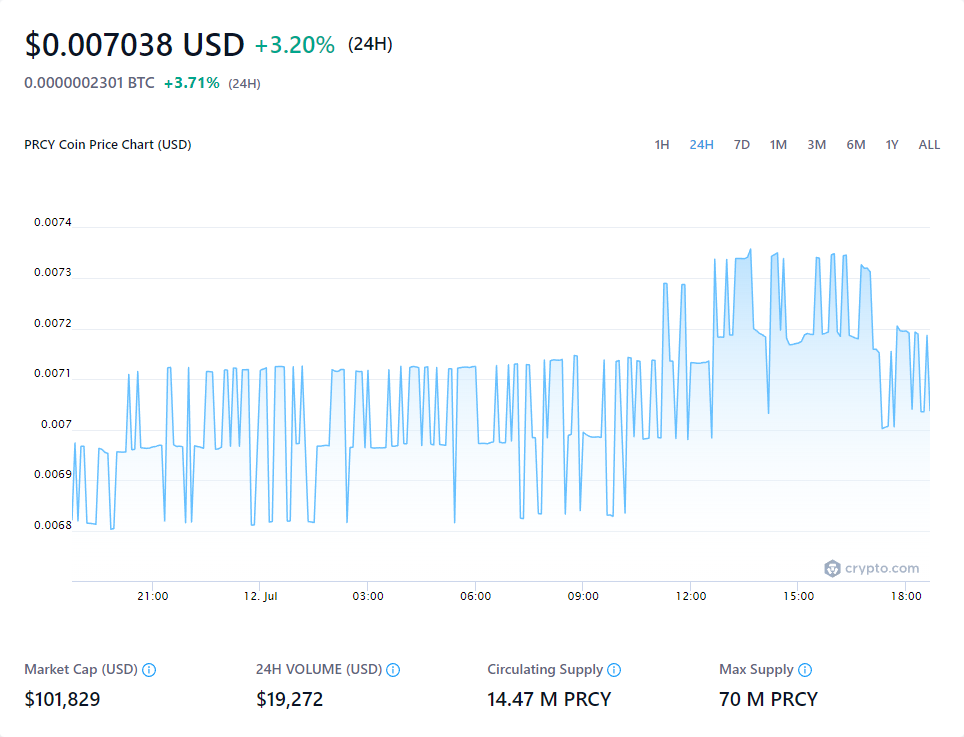 $0.007038 USD +3.20% (24H)
0.0000002301 BTC +3.71% (24H)
PRCY Coin Price Chart (USD)
1H 24H 7D 1M 3M 6M 1Y ALL
0.0074
0.0073
0.0072
0.0071
0.007
0.0069
0.0068
crypto.com
21:00 12. Jul 03:00 06:00 09:00 12:00 15:00 18:00
Market Cap (USD) 24H VOLUME (USD) Circulating Supply Max Supply
$101,829 $19,272 14.47 M PRCY 70 M PRCY